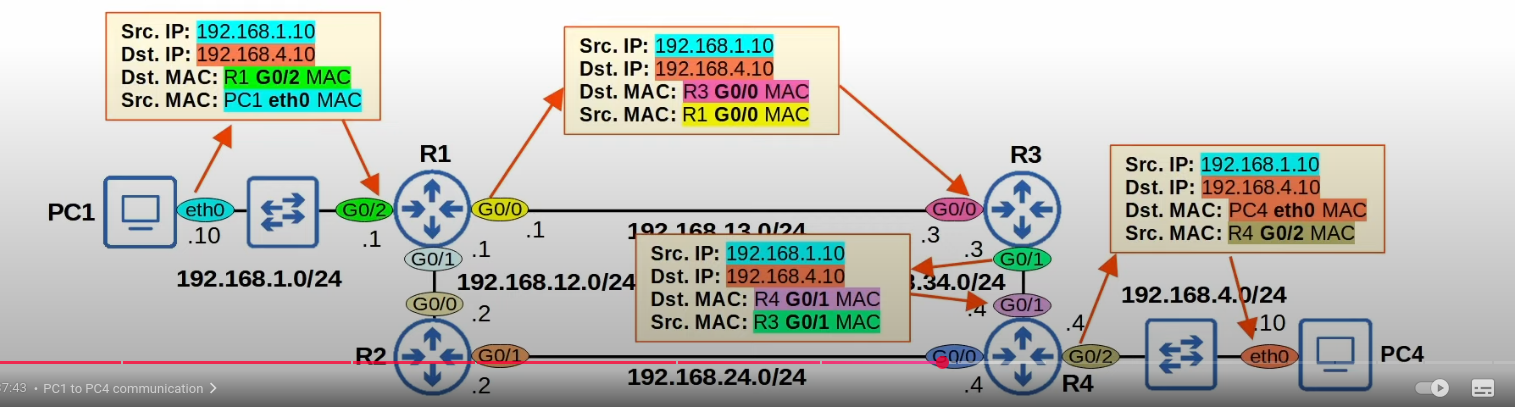 Src. IP: 192.168.1.10
Dst. IP: 192.168.4.10
Dst. MAC: R1 G0/2 MAC
Src. MAC: PC1 eth0 MAC
Src. IP: 192.168.1.10
Dst. IP: 192.168.4.10
Dst. MAC: R3 G0/0 MAC
Src. MAC: R1 G0/0 MAC
Src. IP: 192.168.1.10
Dst. IP: 192.168.4.10
Dst. MAC: PC4 eth0 MAC
Src. MAC: R4 G0/2 MAC
R1
R3
PC1
eth0
G0/2
G0/0
G0/0
.10
.1
.1
.1
.3
.3
192.168.13.0/24
G0/1
G0/1
192.168.1.0/24
192.168.12.0/24
Src. IP: 192.168.1.10
Dst. IP: 192.168.4.10
Dst. MAC: R4 G0/1 MAC
Src. MAC: R3 G0/1 MAC
3.34.0/24
192.168.4.0/24
G0/0
.2
G0/1
.4
.4
.10
R2
G0/1
G0/0
G0/2
eth0
PC4
.2
192.168.24.0/24
.4
R4
7:43 • PC1 to PC4 communication